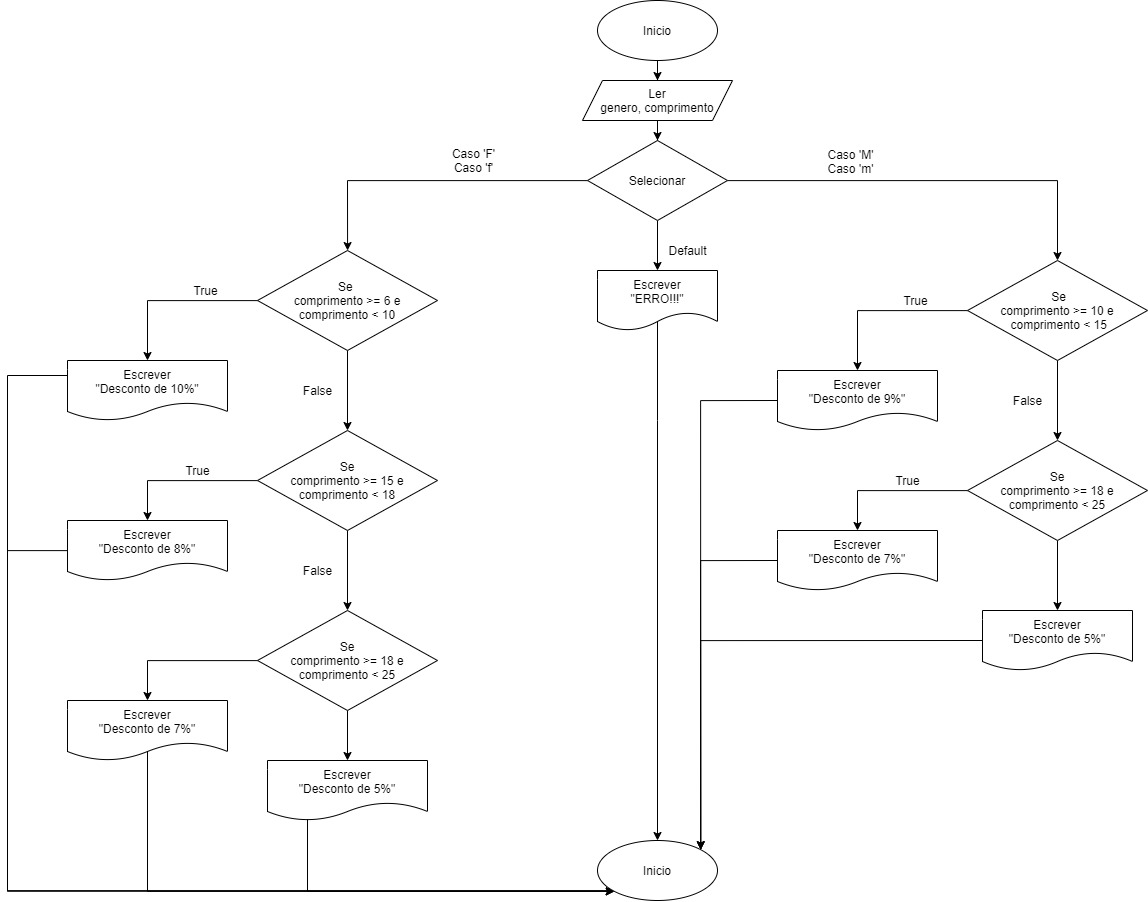 Inicio
Ler
genero, comprimento
Selecionar
Caso 'F'
Caso 'f'
Caso 'M'
Caso 'm'
Default
Escrever
"ERRO!!!"
Se
comprimento >= 6 e
comprimento < 10
True
Escrever
"Desconto de 10%"
False
Se
comprimento >= 15 e
comprimento < 18
True
Escrever
"Desconto de 8%"
False
Se
comprimento >= 18 e
comprimento < 25
Escrever
"Desconto de 7%"
Escrever
"Desconto de 5%"
Se
comprimento >= 10 e
comprimento < 15
True
Escrever
"Desconto de 9%"
False
Se
comprimento >= 18 e
comprimento < 25
True
Escrever
"Desconto de 7%"
Escrever
"Desconto de 5%"
Inicio